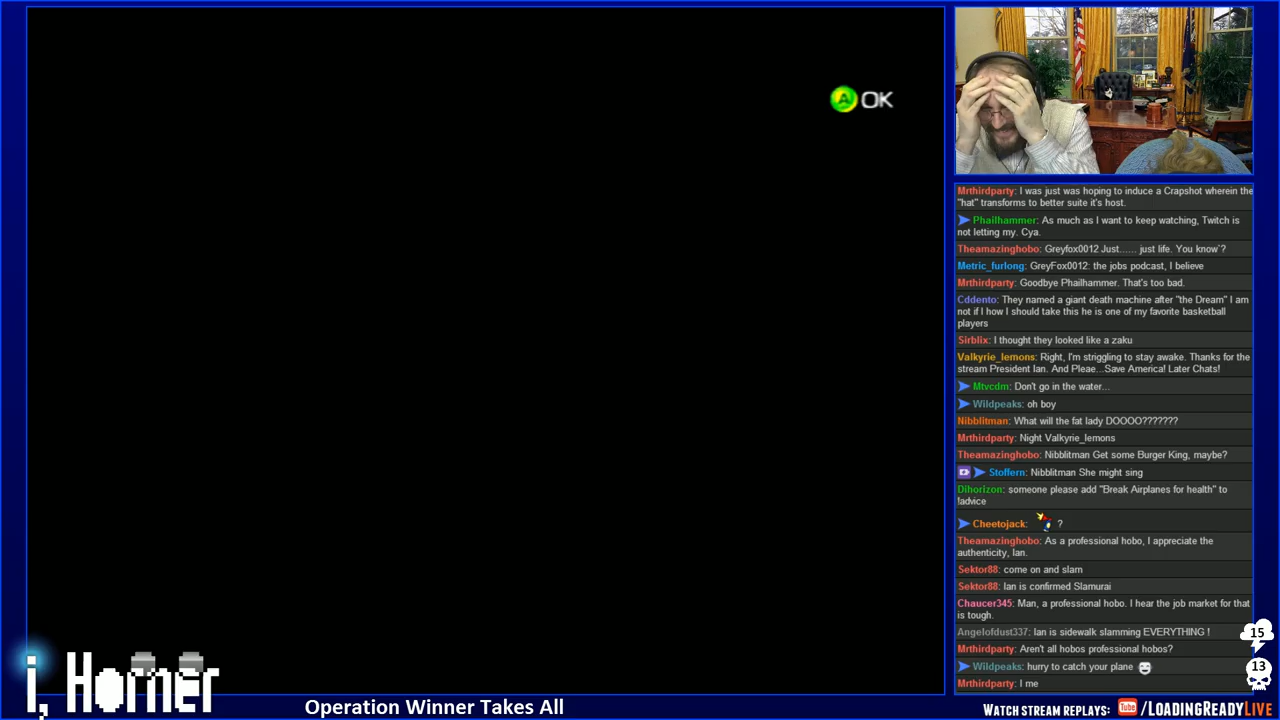 A OK
Mrthirdparty: I was just was hoping to induce a Crapshot wherein the
"hat" transforms to better suite it's host.
Phailhammer: As much as I want to keep watching, Twitch is
not letting my. Cya.
Theamazinghobo: Greyfox0012 Just...... just life. You know`?
Metric_furlong: GreyFox0012: the jobs podcast, I believe
Mrthirdparty: Goodbye Phailhammer. That's too bad.
Cddento: They named a giant death machine after "the Dream" I am
not if I how I should take this he is one of my favorite basketball
players
Sirblix: I thought they looked like a zaku
Valkyrie_lemons: Right, I'm striggling to stay awake. Thanks for the
stream President Ian. And Pleae...Save America! Later Chats!
Mtvcdm: Don't go in the water...
Wildpeaks: oh boy
Nibblitman: What will the fat lady DOOOO???????
Mrthirdparty: Night Valkyrie_lemons
Theamazinghobo: Nibblitman Get some Burger King, maybe?
Stoffern: Nibblitman She might sing
Dihorizon: someone please add "Break Airplanes for health" to
!advice
Cheetojack: ?
Theamazinghobo: As a professional hobo, I appreciate the
authenticity, Ian.
Sektor88: come on and slam
Sektor88: Ian is confirmed Slamurai
Chaucer345: Man, a professional hobo. I hear the job market for that
is tough.
Angelofdust337: Ian is sidewalk slamming EVERYTHING !
Mrthirdparty: Aren't all hobos professional hobos?
Wildpeaks: hurry to catch your plane
Mrthirdparty: I me
15
13
i, Horner
Operation Winner Takes All
WATCH STREAM REPLAYS: You Tube /LOADINGREADYLIVE